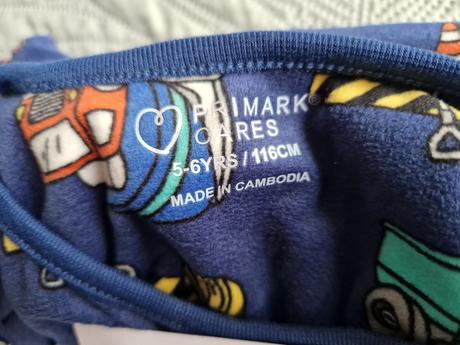 PRIMARK®
CARES
5-6YRS / 116CM
MADE IN CAMBODIA